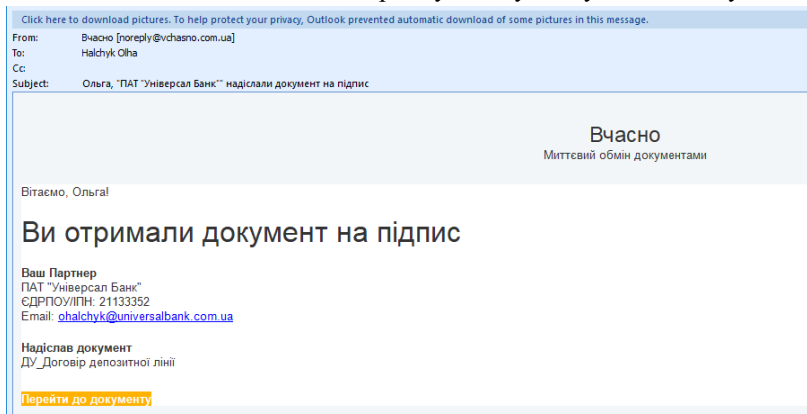 Click here to download pictures. To help protect your privacy, Outlook prevented automatic download of some pictures in this message.
From: Вчасно [noreply@vchasno.com.ua]
To: Halchyk Olha
Cc:
Subject: Ольга, "ПАТ "Універсал Банк"" надіслали документ на підпис
Вчасно
Миттєвий обмін документами
Вітаємо, Ольга!
Ви отримали документ на підпис
Ваш Партнер
ПАТ "Універсал Банк"
ЄДРПОУ/ІПН: 21133352
Email: ohalchyk@universalbank.com.ua
Надіслав документ
ДУ_Договір депозитної лінії
Перейти до документу